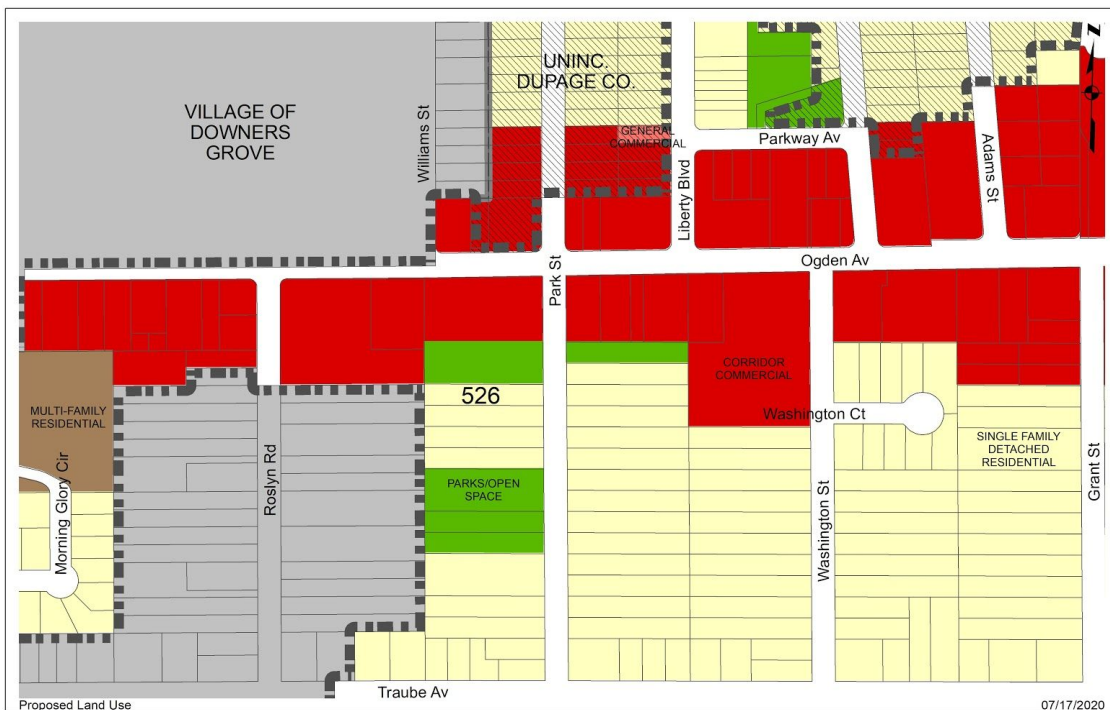 UNINC.
DUPAGE CO.
VILLAGE OF
DOWNERS
GROVE
Williams St
GENERAL
COMMERCIAL
Parkway Av
Adams St
Z
Liberty Blvd
Ogden Av
Park St
CORRIDOR
COMMERCIAL
526
MULTI-FAMILY
RESIDENTIAL
Washington Ct
SINGLE FAMILY
DETACHED
RESIDENTIAL
Roslyn Rd
Grant St
PARKS/OPEN
SPACE
Morning Glory Cir
Washington St
Traube Av
Proposed Land Use
07/17/2020